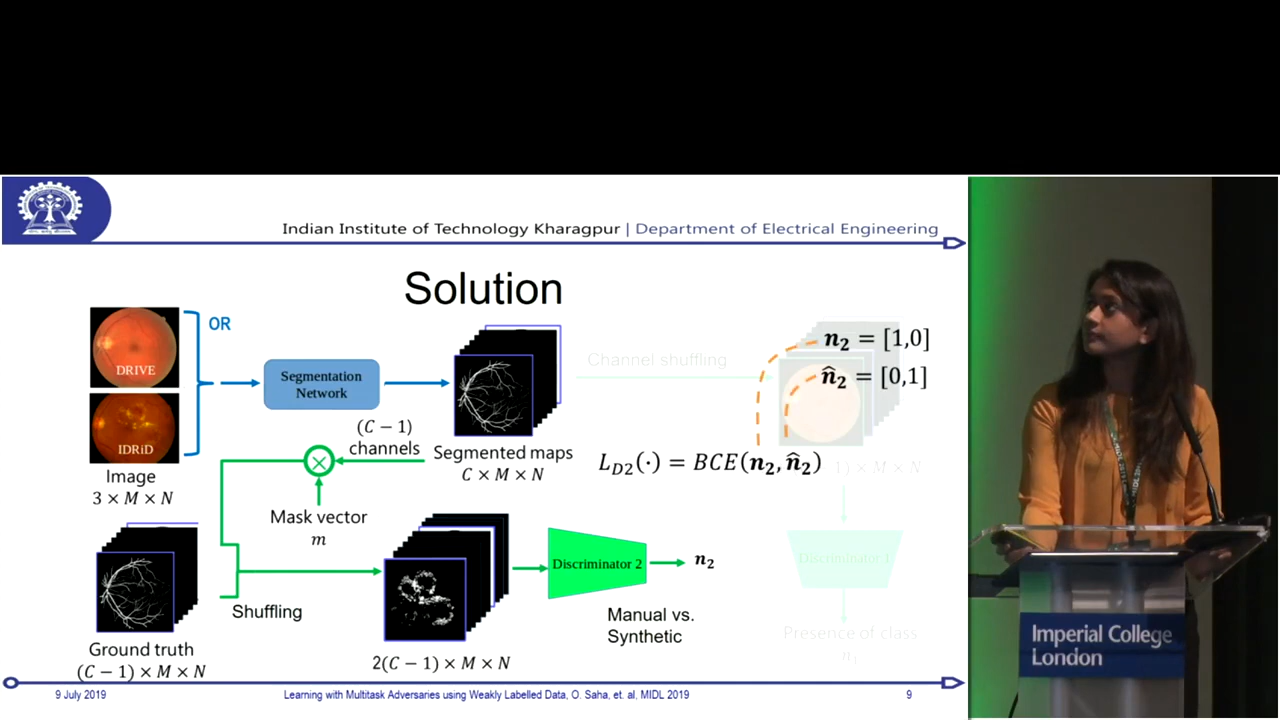 Indian Institute of Technology Kharagpur | Department of Electrical Engineering
Solution
DRIVE
IDRiD
OR
Image
3 × M × N
Segmentation
Network
Segmented maps
C × M × N
(C − 1)
channels
Mask vector
m
Channel shuffling
n₂ = [1,0]
n̂₂ = [0,1]
L_{D2}(·) = BCE(n₂, n̂₂)
1) × M × N
Ground truth
(C − 1) × M × N
Shuffling
2(C − 1) × M × N
Discriminator 2
n₂
Manual vs.
Synthetic
Discriminator 1
Presence of class
n₁
9 July 2019
Learning with Multitask Adversaries using Weakly Labelled Data, O. Saha, et. al, MIDL 2019
9
Imperial College
London